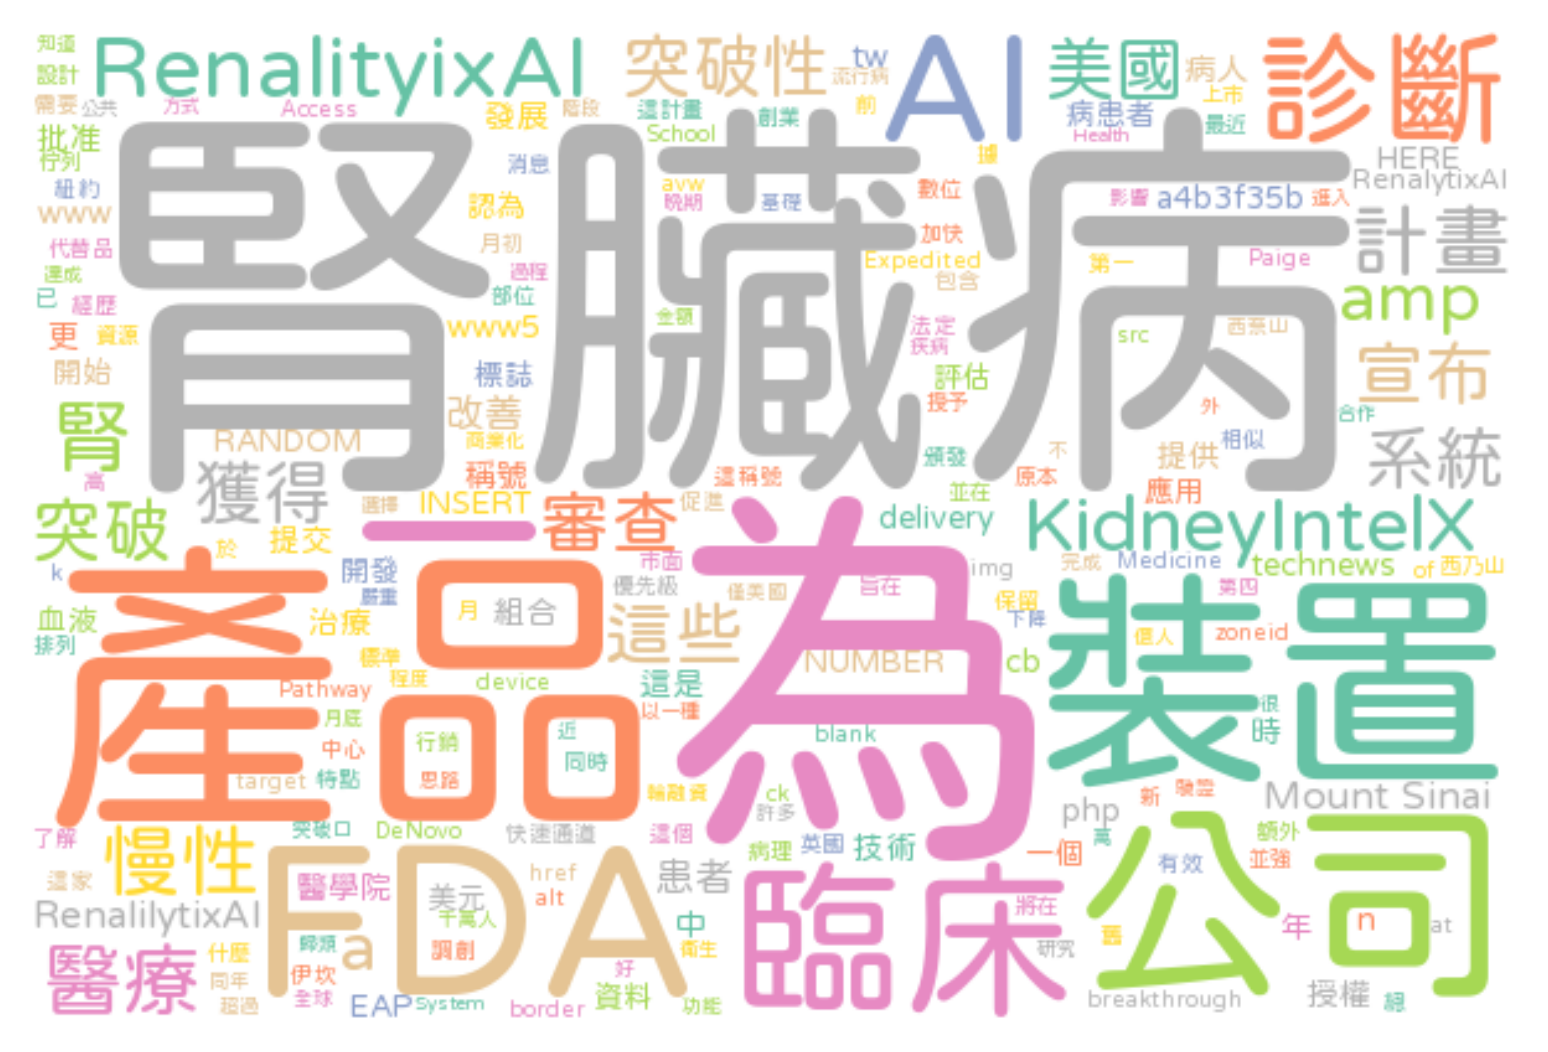 知道
RenalityixAI
突破性
tw
AI
美國
病人
診斷
設計
流行病
上市
需要
公共
方式
Access
發展
階段
這計畫
創業
前
病患者
最近
批准
School
Health
佇列
消息
據
HERE
腎臟病
紐約
avw
數位
RenalytixAI
www
認為
晚期
基礎
影響
a4b3f35b
進入
計畫
代替品
月初
加快
達成
過程
Expedited
第一
Paige
已
經歷
部位
包含
amp
更
資源
www5
金額
法定
疾病
src
西奈山
開始
標誌
評估
宣布
腎
改善
授予
外
合作
RANDOM
商業化
相似
系統
高
獲得
稱號
這稱號
頒發
原本
不
提供
突破
選擇
INSERT
審查
促進
並在
應用
一
delivery
KidneyIntelX
於
提交
k
開發
市面
img
完成
Medicine
technews
of
西乃山
嚴重
優先級
僅美國
旨在
第四
產品
為
裝置
血液
月
組合
保留
下降
排列
治療
這些
個人
zoneid
標準
NUMBER
cb
程度
device
這是
Pathway
以一種
很
月底
行銷
近
blank
時
中心
同時
target
特點
思路
輪融資
ck
新
Mount Sinai
許多
php
了解
突破口
DeNovo
快速通道
這個
萬
額外
慢性
病理
英國
技術
一個
並強
公司
這家
醫學院
href
患者
有效
美元
alt
RenalilytixAI
FDA
千萬人
中
臨床
將在
年
n
at
醫療
什麼
歸類
a
調創
衛生
研究
舊
同年
伊坎
好
超過
全球
EAP
System
border
資料
功能
breakthrough
授權
總